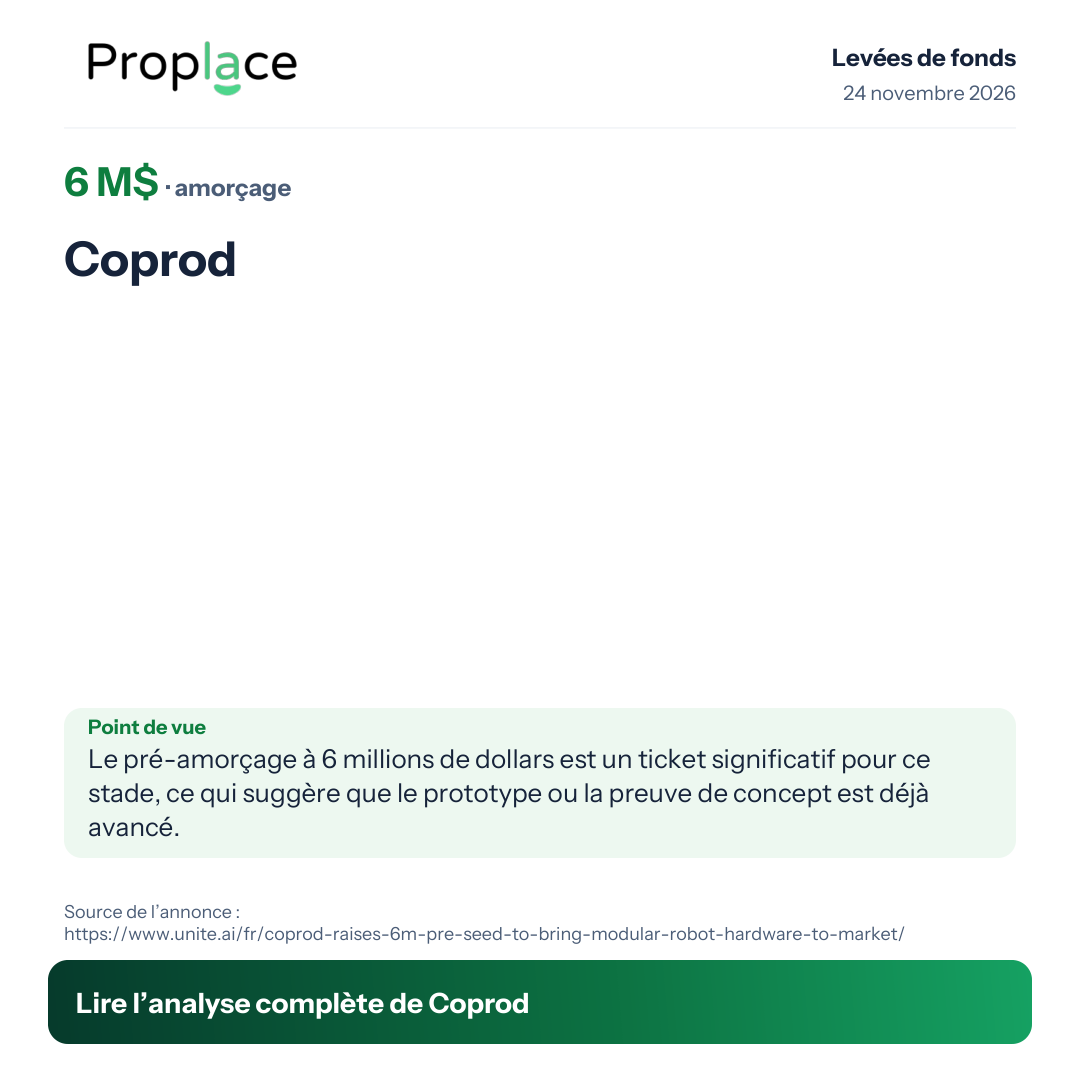 Proplace
Levées de fonds
24 novembre 2026
6 M$ · amorçage
Coprod
Point de vue
Le pré-amorçage à 6 millions de dollars est un ticket significatif pour ce
stade, ce qui suggère que le prototype ou la preuve de concept est déjà
avancé.
Source de l’annonce :
https://www.unite.ai/fr/coprod-raises-6m-pre-seed-to-bring-modular-robot-hardware-to-market/
Lire l’analyse complète de Coprod